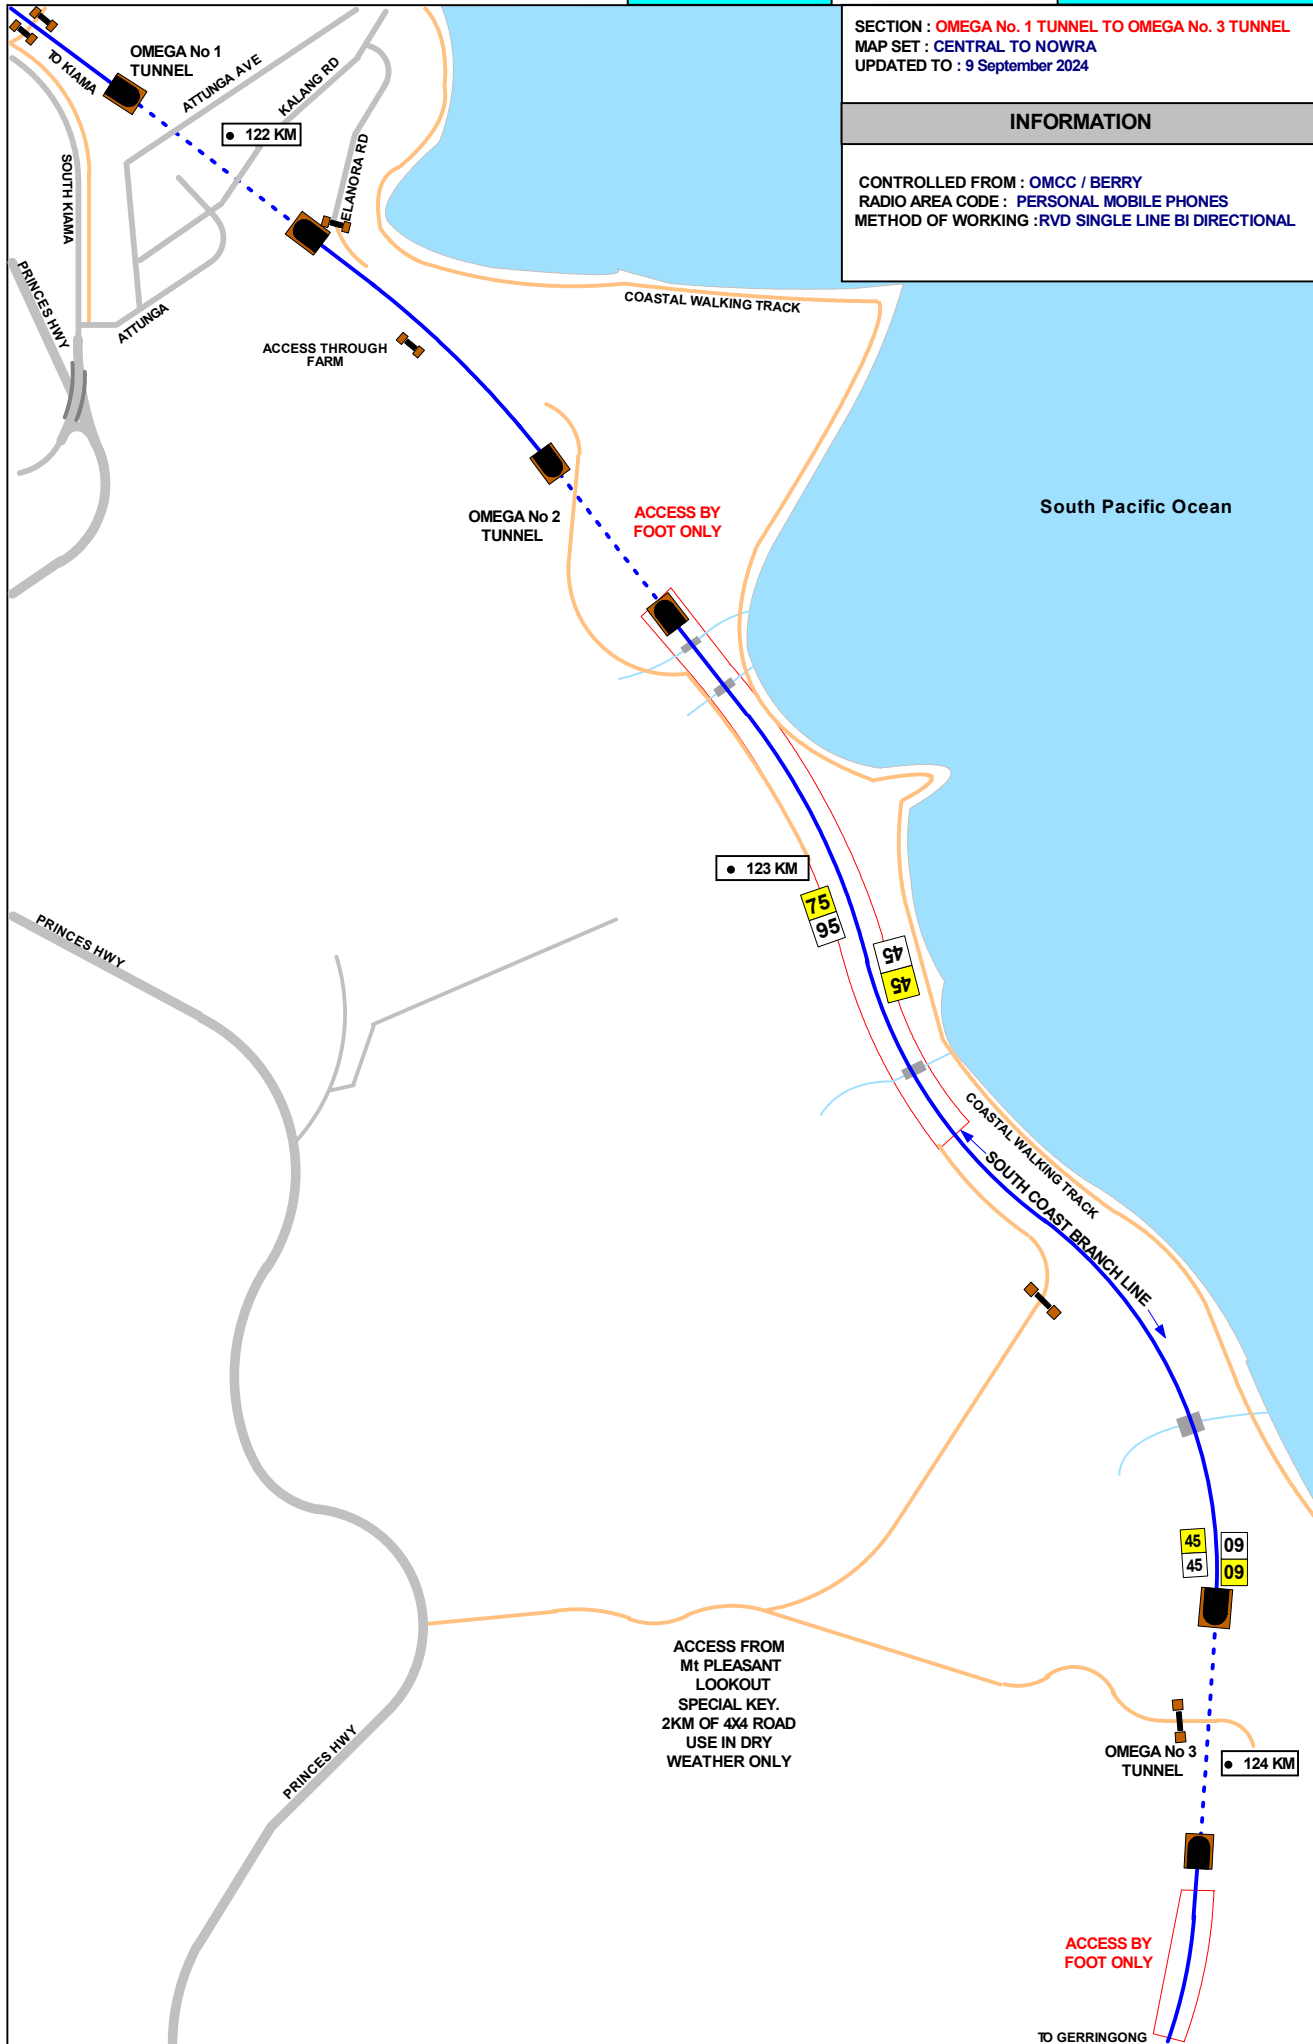 SECTION : OMEGA No. 1 TUNNEL TO OMEGA No. 3 TUNNEL
MAP SET : CENTRAL TO NOWRA
UPDATED TO : 9 September 2024
INFORMATION
CONTROLLED FROM : OMCC / BERRY
RADIO AREA CODE : PERSONAL MOBILE PHONES
METHOD OF WORKING :RVD SINGLE LINE BI DIRECTIONAL
OMEGA No 1
TUNNEL
TO KIAMA
ATTUNGA AVE
KALANG RD
122 KM
ELANORA RD
SOUTH KIAMA
PRINCES HWY
ATTUNGA
COASTAL WALKING TRACK
ACCESS THROUGH
FARM
South Pacific Ocean
OMEGA No 2
TUNNEL
ACCESS BY
FOOT ONLY
123 KM
75
95
45
45
PRINCES HWY
COASTAL WALKING TRACK
SOUTH COAST BRANCH LINE
45
45
60
60
ACCESS FROM
Mt PLEASANT
LOOKOUT
SPECIAL KEY.
2KM OF 4X4 ROAD
USE IN DRY
WEATHER ONLY
PRINCES HWY
OMEGA No 3
TUNNEL
124 KM
ACCESS BY
FOOT ONLY
TO GERRINGONG